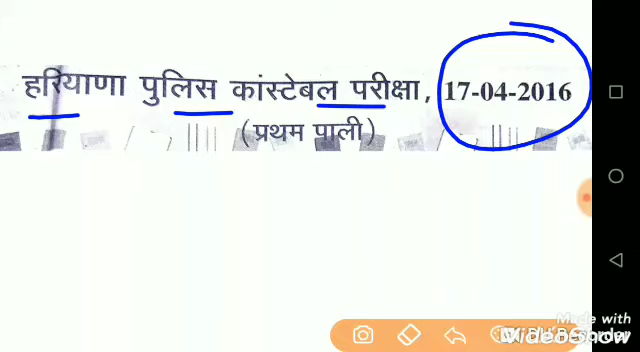 हरियाणा पुलिस कांस्टेबल परीक्षा, 17-04-2016
(प्रथम पाली)
Made with
VideoShow